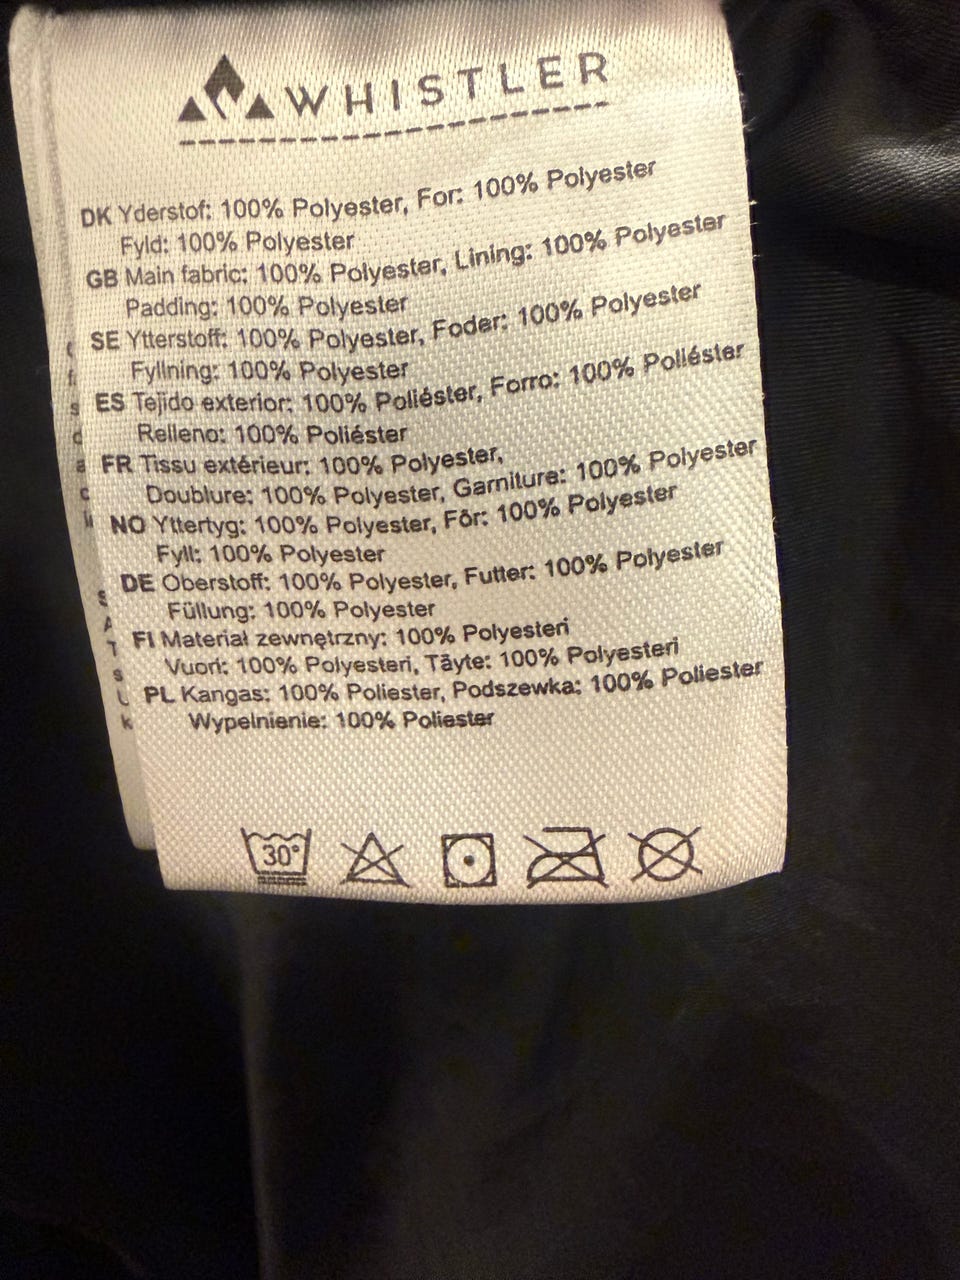 WHISTLER
DK Yderstof: 100% Polyester, For: 100% Polyester
Fyld: 100% Polyester
GB Main fabric: 100% Polyester, Lining: 100% Polyester
Padding: 100% Polyester
SE Ytterstoff: 100% Polyester, Foder: 100% Polyester
Fyllning: 100% Polyester
ES Tejido exterior: 100% Poliéster, Forro: 100% Poliéster
Relleno: 100% Poliéster
FR Tissu extérieur: 100% Polyester,
Doublure: 100% Polyester, Garniture: 100% Polyester
NO Yttertyg: 100% Polyester, Fôr: 100% Polyester
Fyll: 100% Polyester
DE Oberstoff: 100% Polyester, Futter: 100% Polyester
Füllung: 100% Polyester
FI Materiał zewnętrzny: 100% Polyesteri
Vuori: 100% Polyesteri, Täyte: 100% Polyesteri
PL Kangas: 100% Poliester, Podszewka: 100% Poliester
Wypelnienie: 100% Poliester
30°